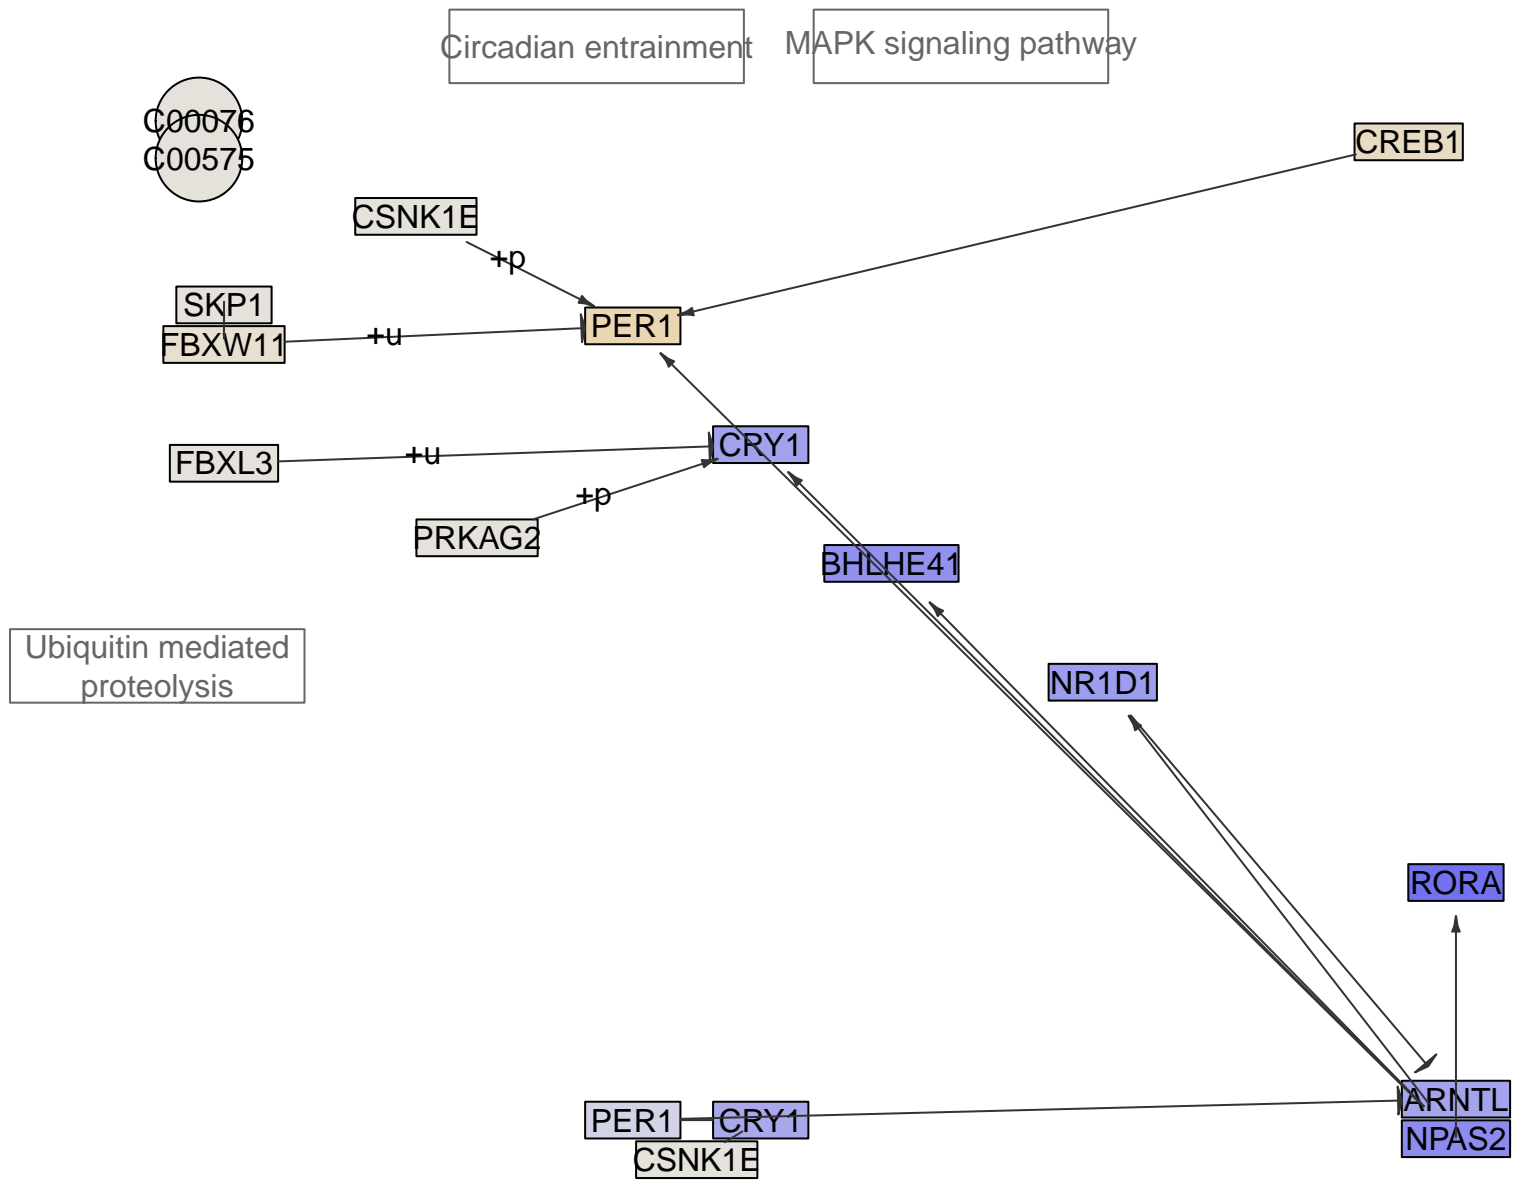 Circadian entrainment
MAPK signaling pathway
C00076
C00575
CREB1
CSNK1E
+p
SKP1
FBXW11
+u
PER1
CRY1
FBXL3
+u
+p
PRKAG2
BHLHE41
Ubiquitin mediated
proteolysis
NR1D1
RORA
ARNTL
NPAS2
PER1
CRY1
CSNK1E